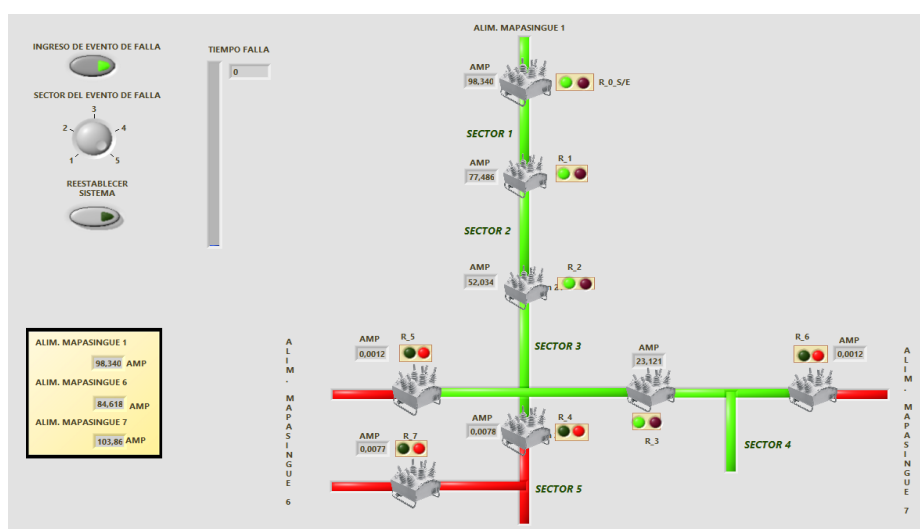 INGRESO DE EVENTO DE FALLA
SECTOR DEL EVENTO DE FALLA
3
2
4
1
5
REESTABLECER
SISTEMA
TIEMPO FALLA
0
ALIM. MAPASINGUE 1
AMP
98,340
R_0_S/E
SECTOR 1
AMP
77,486
R_1
SECTOR 2
AMP
52,034
R_2
SECTOR 3
AMP
0,0012
R_5
AMP
23,121
R_3
R_6
AMP
0,0012
AMP
0,0078
R_4
AMP
0,0077
R_7
SECTOR 4
SECTOR 5
ALIM. MAPASINGUE 6
ALIM. MAPASINGUE 7
ALIM. MAPASINGUE 1
98,340 AMP
ALIM. MAPASINGUE 6
84,618 AMP
ALIM. MAPASINGUE 7
103,86 AMP